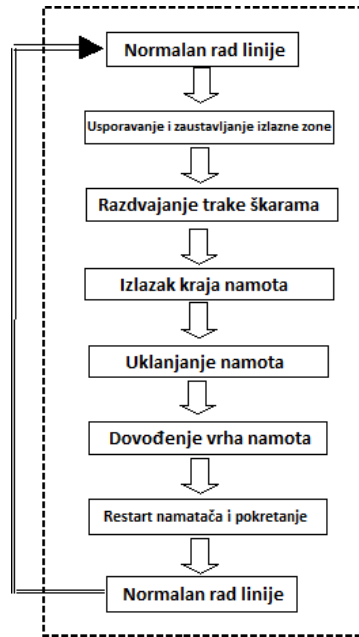 Normalan rad linije
Usporavanje i zaustavljanje izlazne zone
Razdvajanje trake škarama
Izlazak kraja namota
Uklanjanje namota
Dovođenje vrha namota
Restart namatača i pokretanje
Normalan rad linije